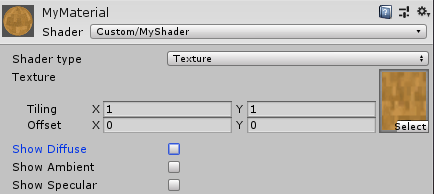 MyMaterial
Shader Custom/MyShader
Shader type Texture
Texture
Tiling X 1 Y 1
Offset X 0 Y 0
Select
Show Diffuse
Show Ambient
Show Specular